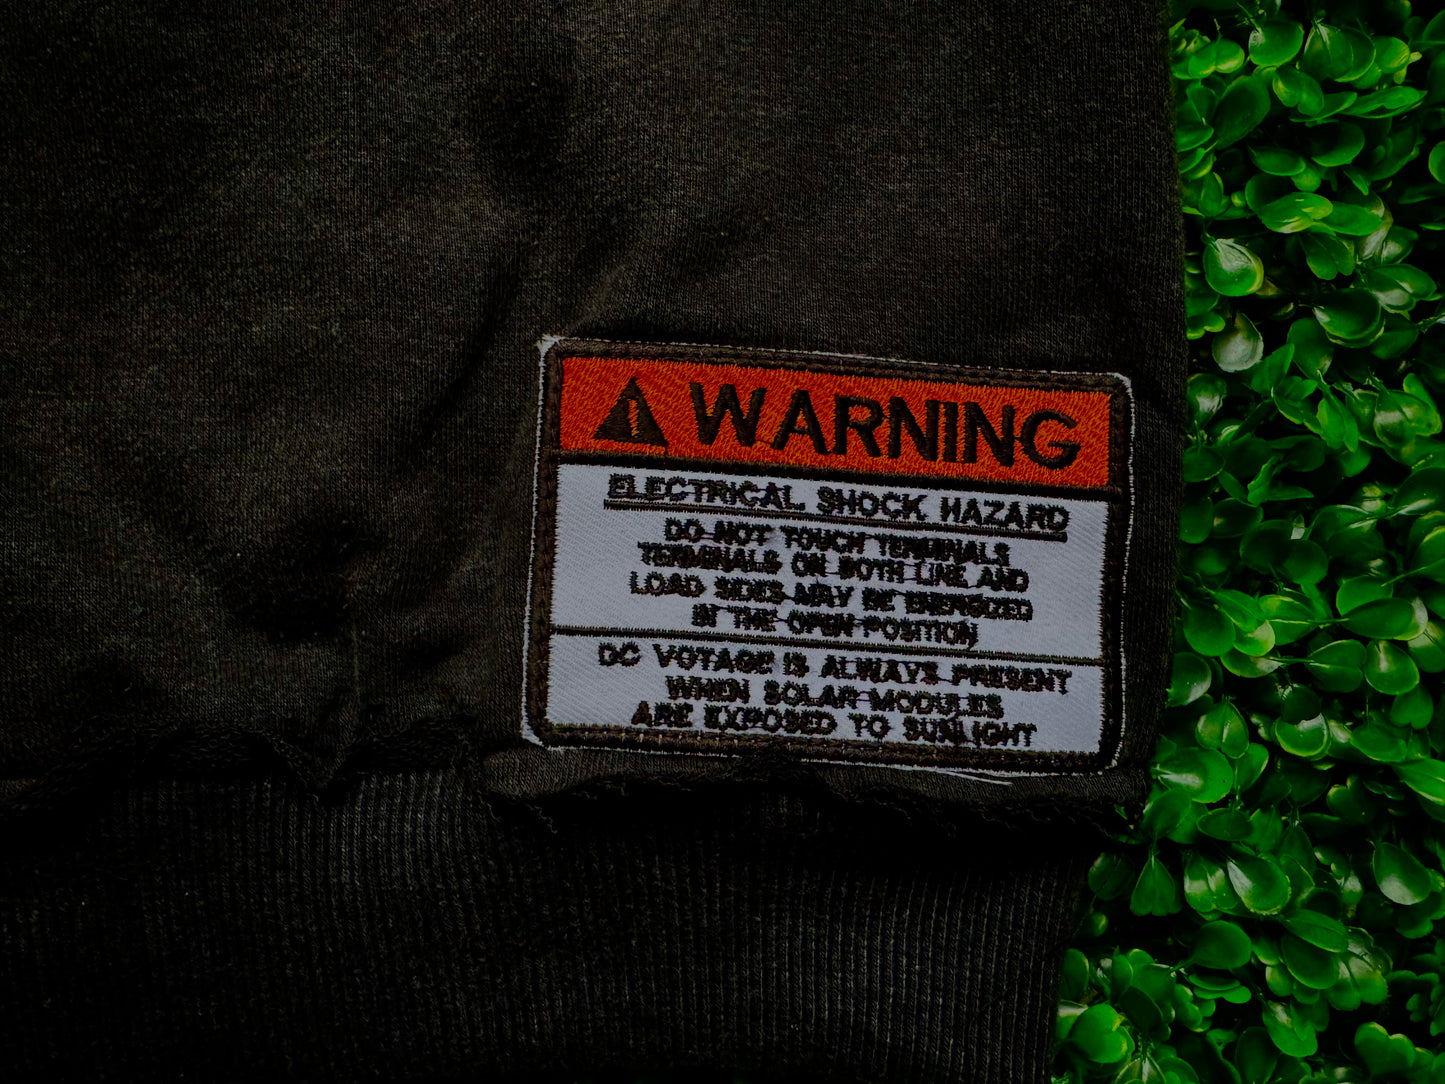 WARNING
ELECTRICAL SHOCK HAZARD
DO NOT TOUCH TERMINALS
TERMINALS ON BOTH LINE AND
LOAD SIDES MAY BE ENERGIZED
IN THE OPEN POSITION
DC VOTAGE IS ALWAYS PRESENT
WHEN SOLAR MODULES
ARE EXPOSED TO SUNLIGHT